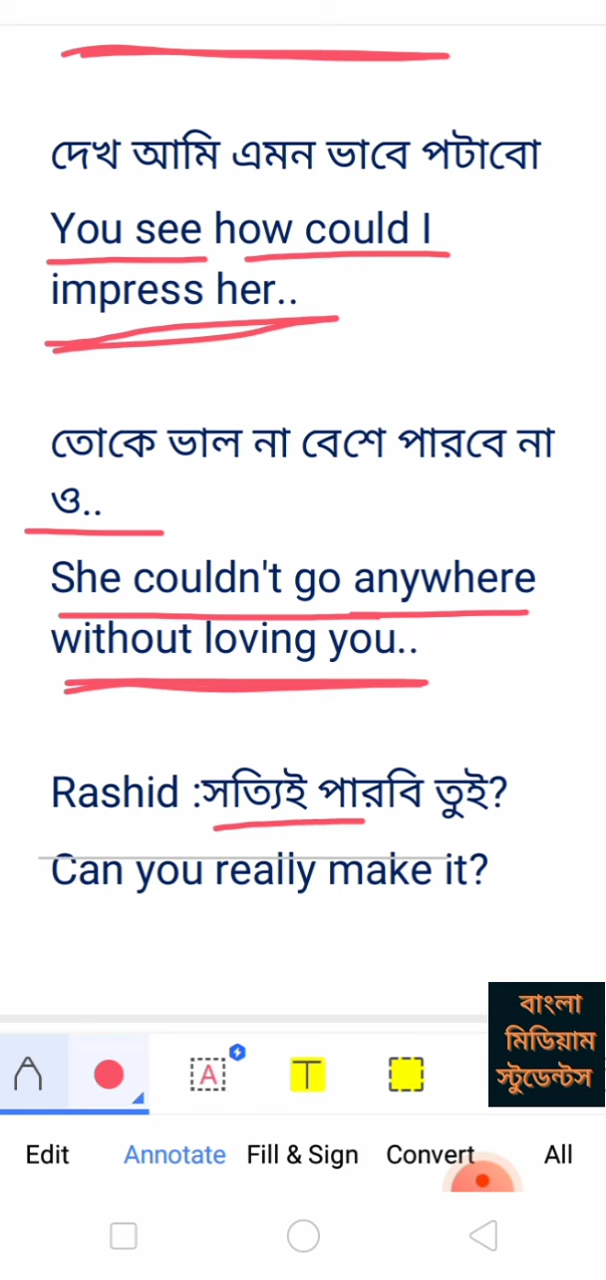 দেখ আমি এমন ভাবে পটাবো
You see how could I
impress her..
তোকে ভাল না বেশে পারবে না
ও..
She couldn't go anywhere
without loving you..
Rashid :সত্যিই পারবি তুই?
Can you really make it?
বাংলা
মিডিয়াম
স্টুডেন্টস
A
T
Edit Annotate Fill & Sign Convert All